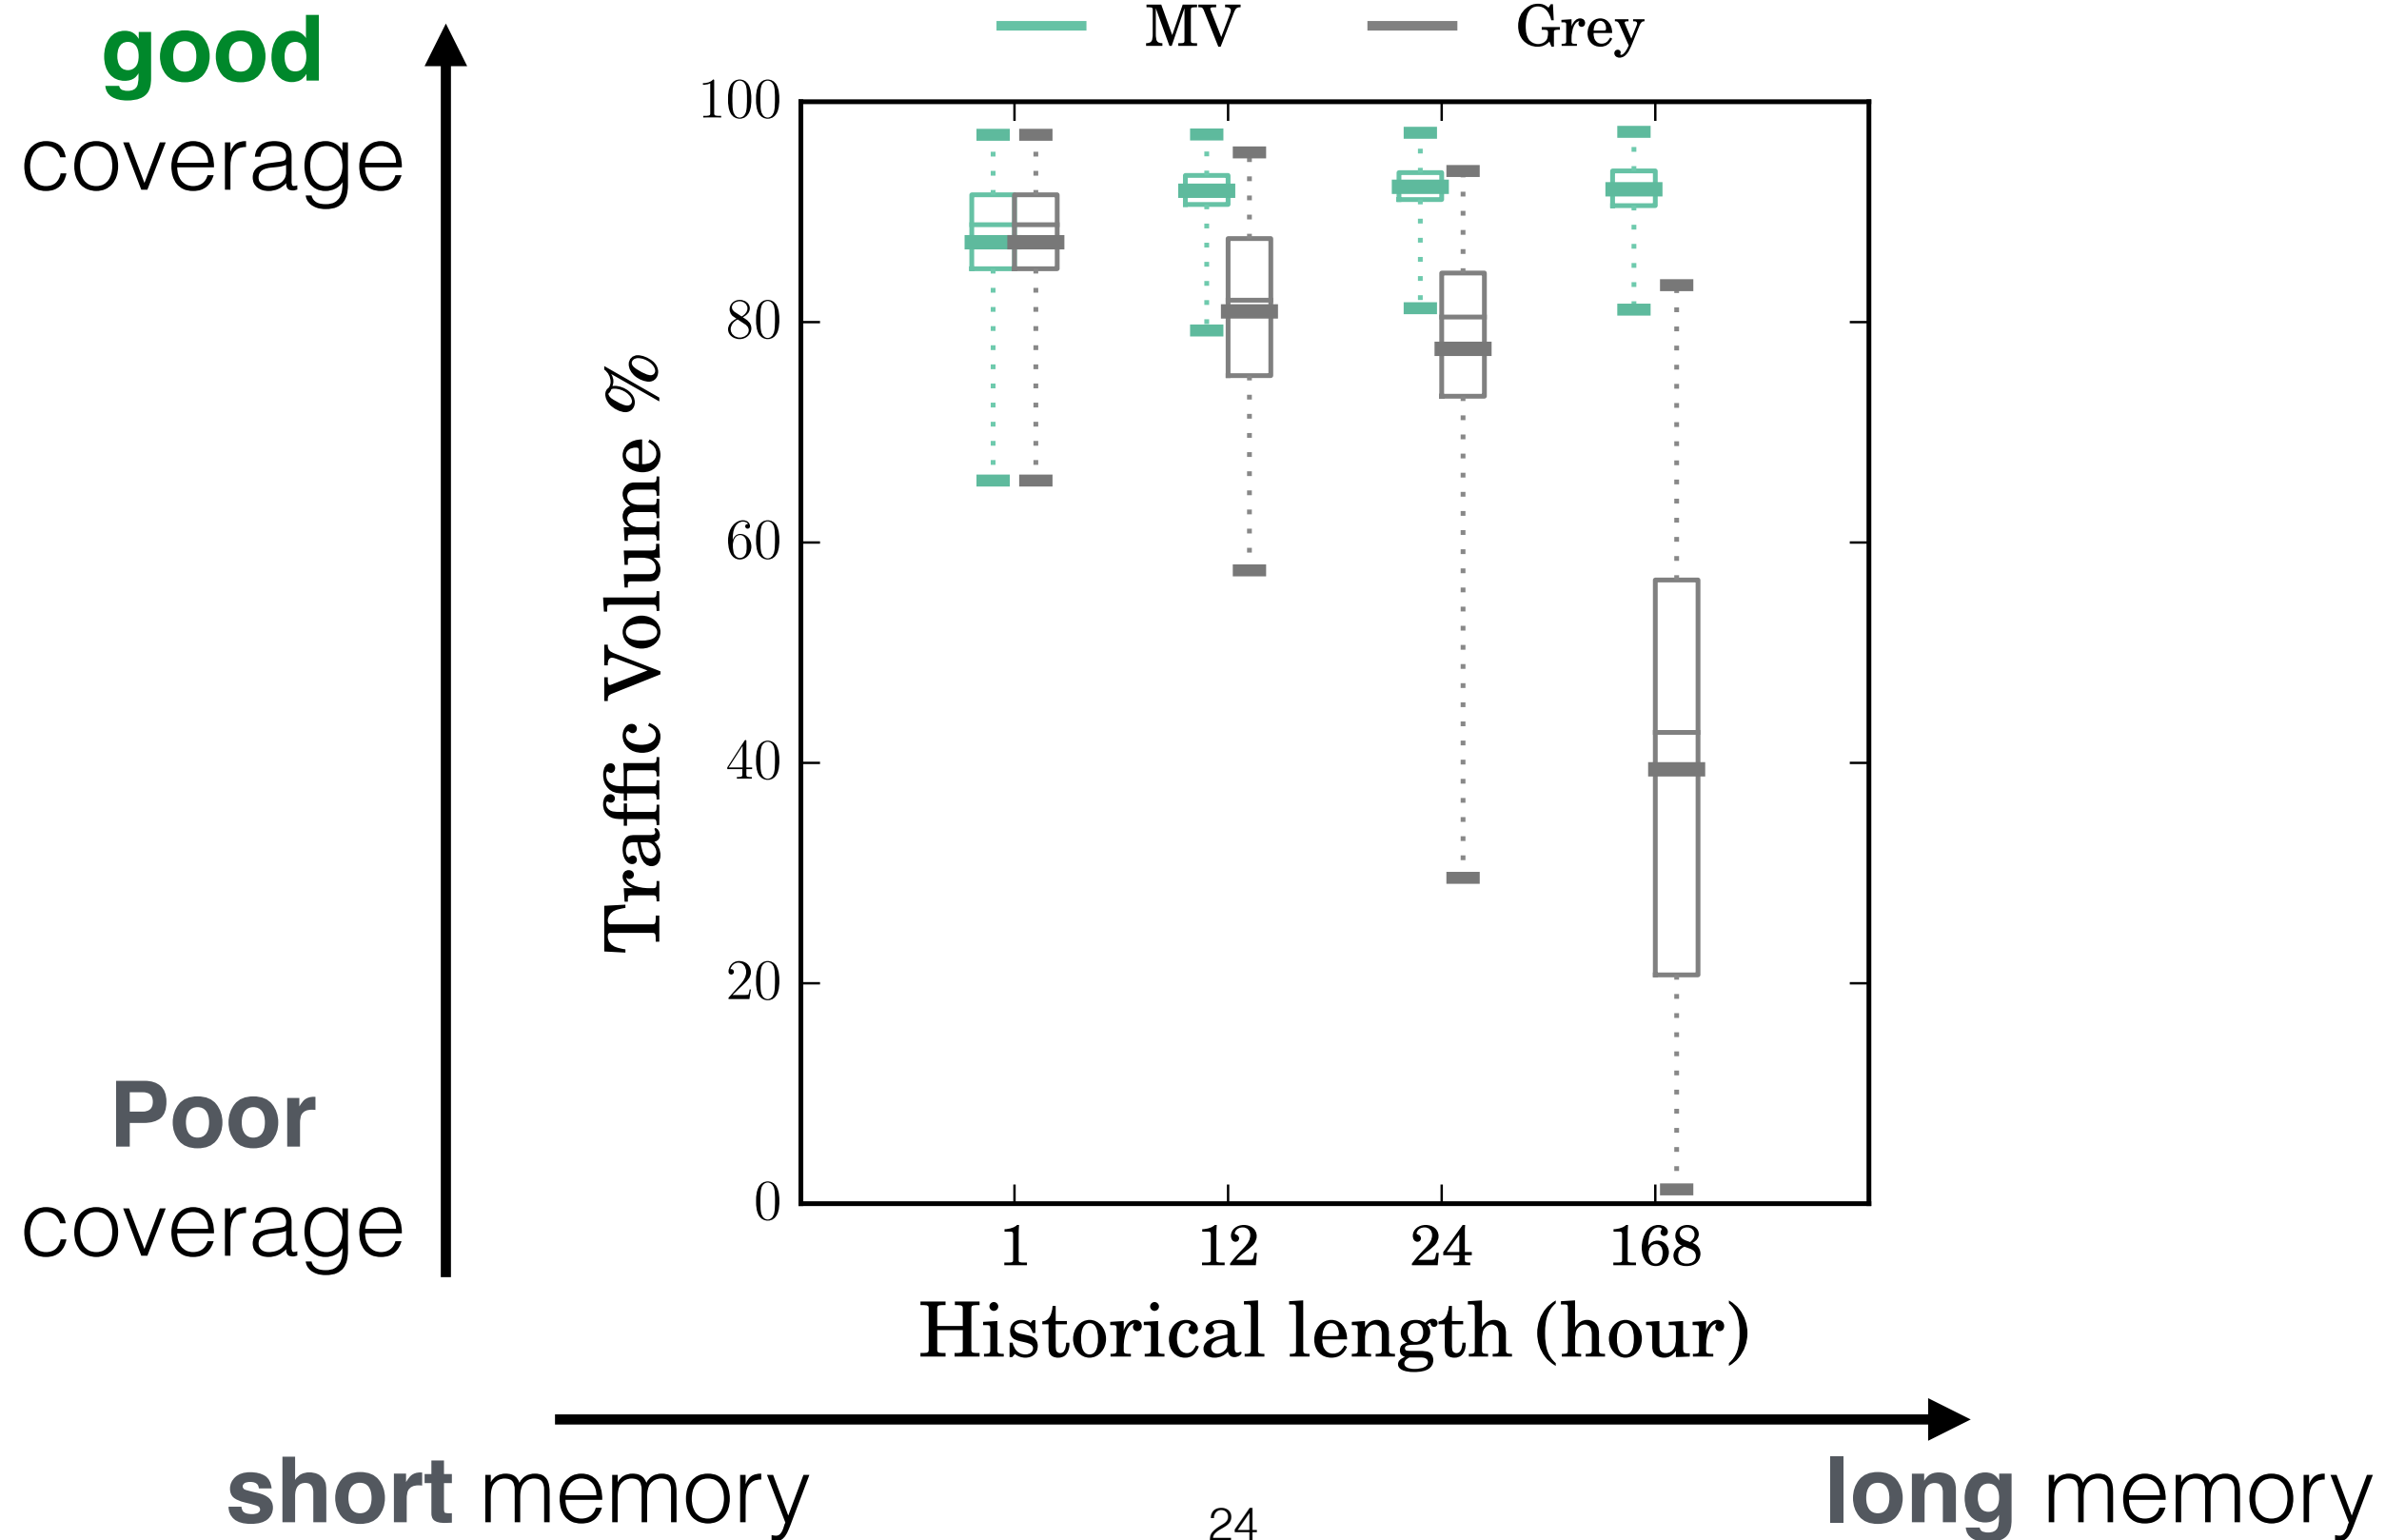 good
coverage
MV
Grey
100
80
60
40
20
0
Traffic Volume %
Poor
coverage
1
12
24
168
Historical length (hour)
short memory
long memory
24